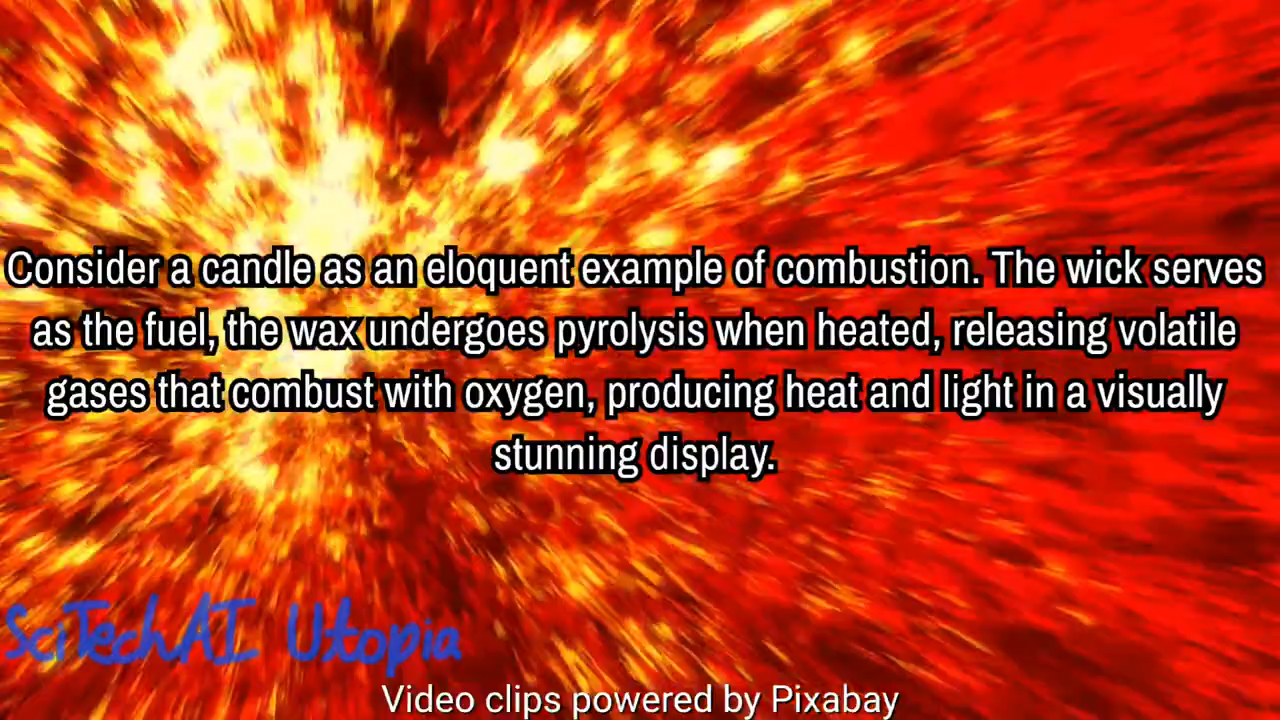 Consider a candle as an eloquent example of combustion. The wick serves
as the fuel, the wax undergoes pyrolysis when heated, releasing volatile
gases that combust with oxygen, producing heat and light in a visually
stunning display.
SciTechAI Utopia
Video clips powered by Pixabay